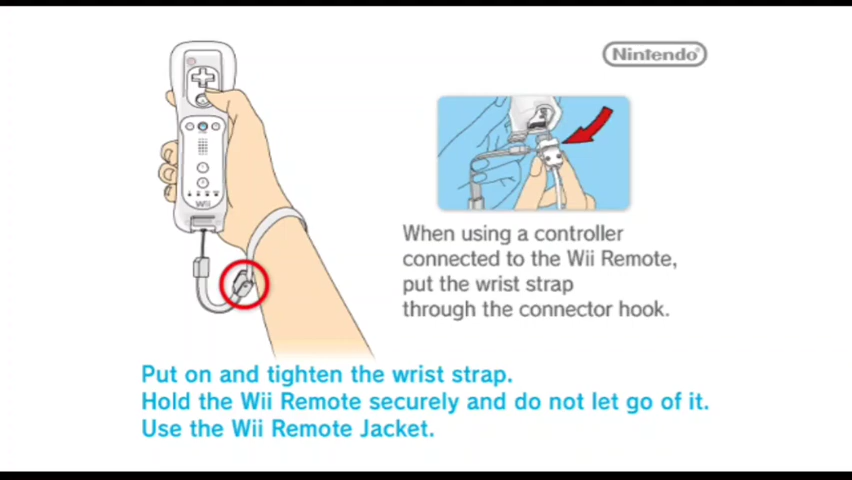 Nintendo®
Wii
When using a controller
connected to the Wii Remote,
put the wrist strap
through the connector hook.
Put on and tighten the wrist strap.
Hold the Wii Remote securely and do not let go of it.
Use the Wii Remote Jacket.